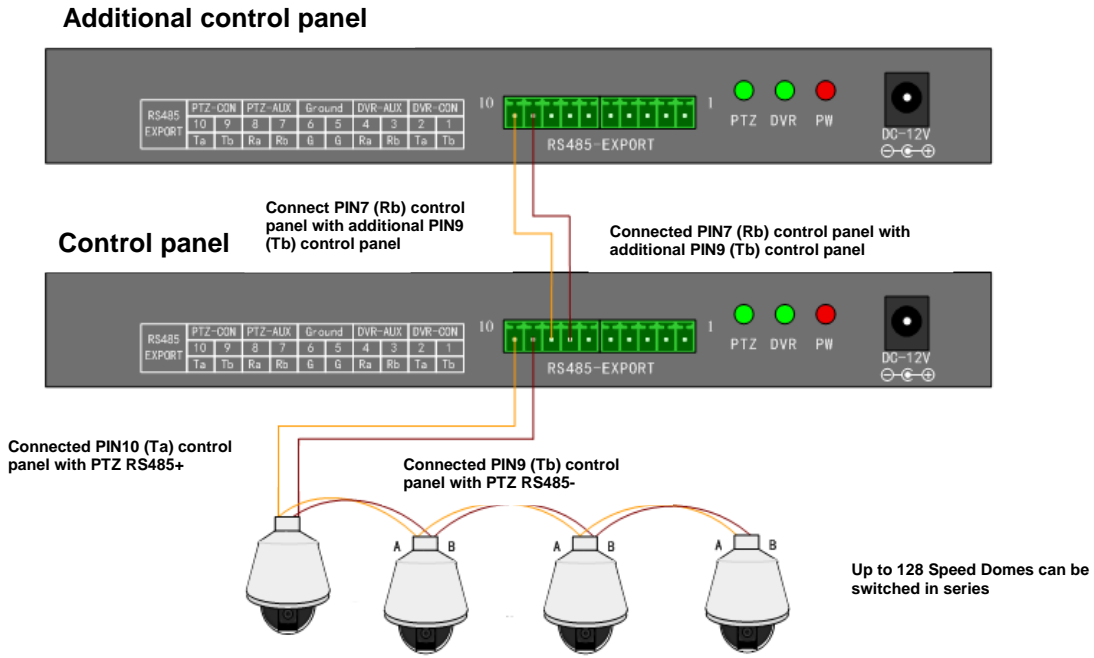 Additional control panel
RS485 EXPORT PTZ-CON PTZ-AUX Ground DVR-AUX DVR-CON
10 9 8 7 6 5 4 3 2 1
Ta Tb Ra Rb G G Ra Rb Ta Tb
10 1
RS485-EXPORT
PTZ DVR PW
DC-12V
Connect PIN7 (Rb) control
panel with additional PIN9
(Tb) control panel
Connected PIN7 (Rb) control panel with
additional PIN9 (Tb) control panel
Control panel
RS485 EXPORT PTZ-CON PTZ-AUX Ground DVR-AUX DVR-CON
10 9 8 7 6 5 4 3 2 1
Ta Tb Ra Rb G G Ra Rb Ta Tb
10 1
RS485-EXPORT
PTZ DVR PW
DC-12V
Connected PIN10 (Ta) control
panel with PTZ RS485+
Connected PIN9 (Tb) control
panel with PTZ RS485-
A B A B A B
Up to 128 Speed Domes can be
switched in series